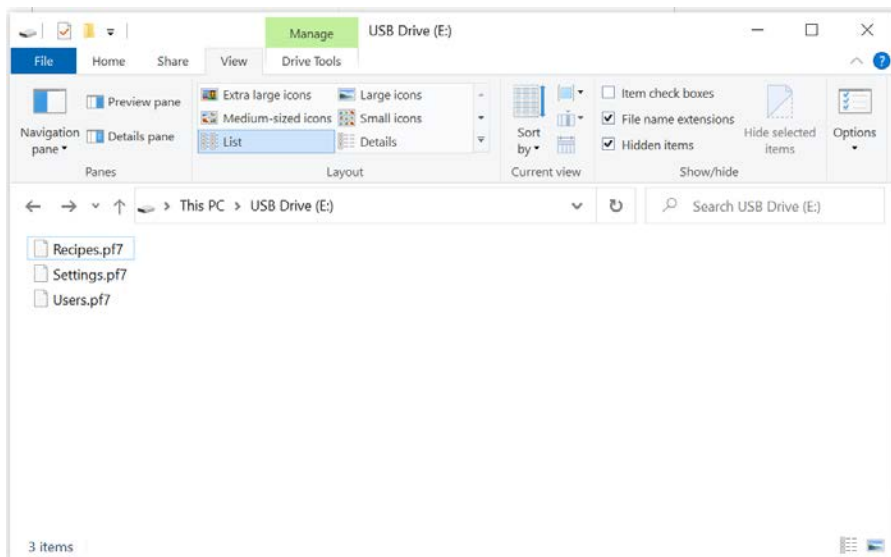 Manage USB Drive (E:)
File Home Share View Drive Tools
Preview pane Extra large icons Large icons Item check boxes
Medium-sized icons Small icons File name extensions
Navigation pane Details pane List Details Sort by Hidden items Hide selected items Options
Panes Layout Current view Show/hide
This PC > USB Drive (E:) Search USB Drive (E:)
Recipes.pf7
Settings.pf7
Users.pf7
3 items